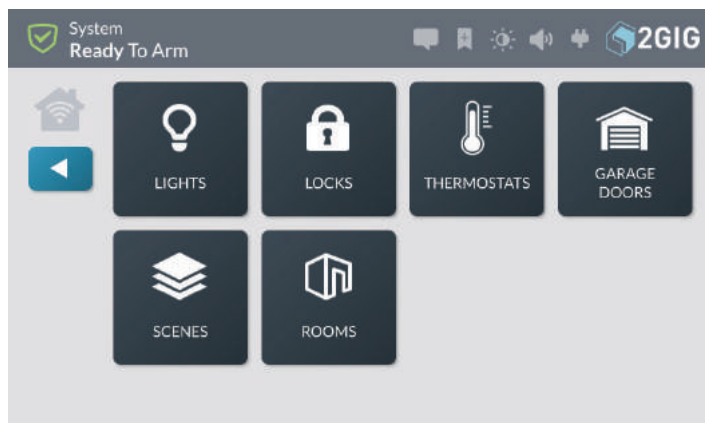 System
Ready To Arm
2GIG
LIGHTS
LOCKS
THERMOSTATS
GARAGE
DOORS
SCENES
ROOMS